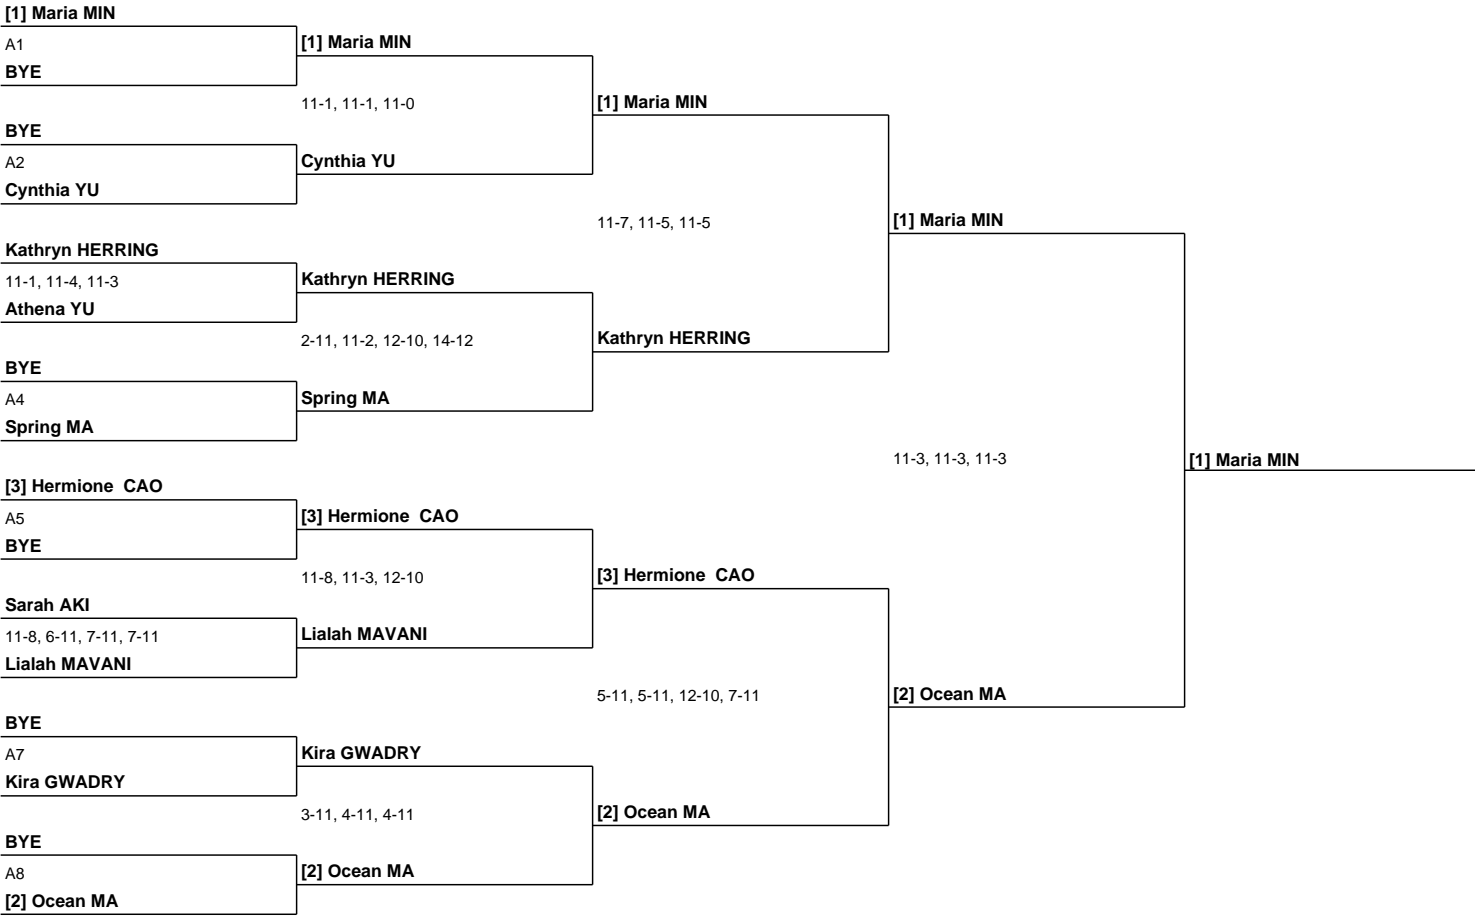 [1] Maria MIN
A1
BYE
BYE
A2
Cynthia YU
Kathryn HERRING
11-1, 11-4, 11-3
Athena YU
BYE
A4
Spring MA
[3] Hermione  CAO
A5
BYE
Sarah AKI
11-8, 6-11, 7-11, 7-11
Lialah MAVANI
BYE
A7
Kira GWADRY
BYE
A8
[2] Ocean MA
[1] Maria MIN
11-1, 11-1, 11-0
Cynthia YU
Kathryn HERRING
2-11, 11-2, 12-10, 14-12
Spring MA
[3] Hermione  CAO
11-8, 11-3, 12-10
Lialah MAVANI
Kira GWADRY
3-11, 4-11, 4-11
[2] Ocean MA
[1] Maria MIN
11-7, 11-5, 11-5
Kathryn HERRING
[3] Hermione  CAO
5-11, 5-11, 12-10, 7-11
[2] Ocean MA
[1] Maria MIN
11-3, 11-3, 11-3
[2] Ocean MA
[1] Maria MIN